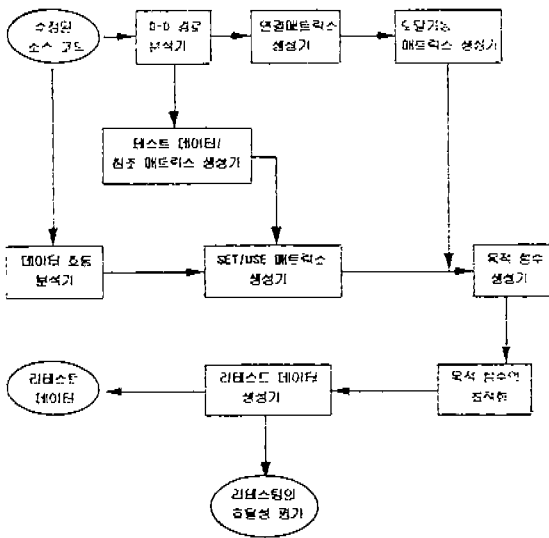 수정된
소스 코드
D-D 경로
분석기
연결매트릭스
생성기
도달가능
매트릭스 생성기
테스트 데이터/
참조 매트릭스 생성기
데이터 흐름
분석기
SET/USE 매트릭스
생성기
목적 함수
생성기
리테스트
데이터
리테스트 데이터
생성기
목적 함수의
최적화
리테스팅의
효율성 평가